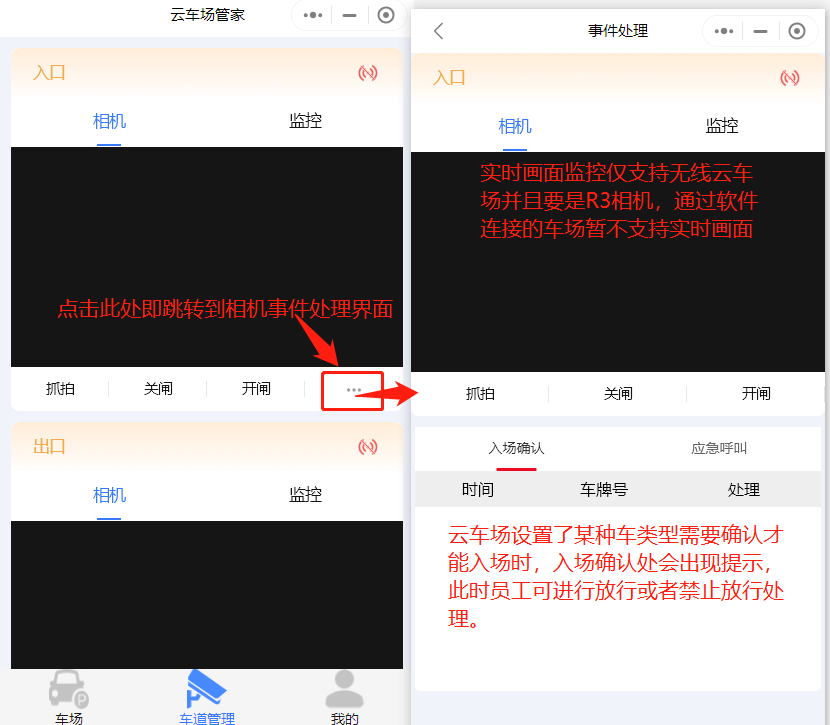 云车场管家
入口
相机
监控
点击此处即跳转到相机事件处理界面
抓拍
关闸
开闸
出口
相机
监控
车场
车道管理
我的
事件处理
入口
相机
监控
实时画面监控仅支持无线云车
场并且要是R3相机，通过软件
连接的车场暂不支持实时画面
抓拍
关闸
开闸
入场确认
应急呼叫
时间
车牌号
处理
云车场设置了某种车类型需要确认才
能入场时，入场确认处会出现提示，
此时员工可进行放行或者禁止放行处
理。